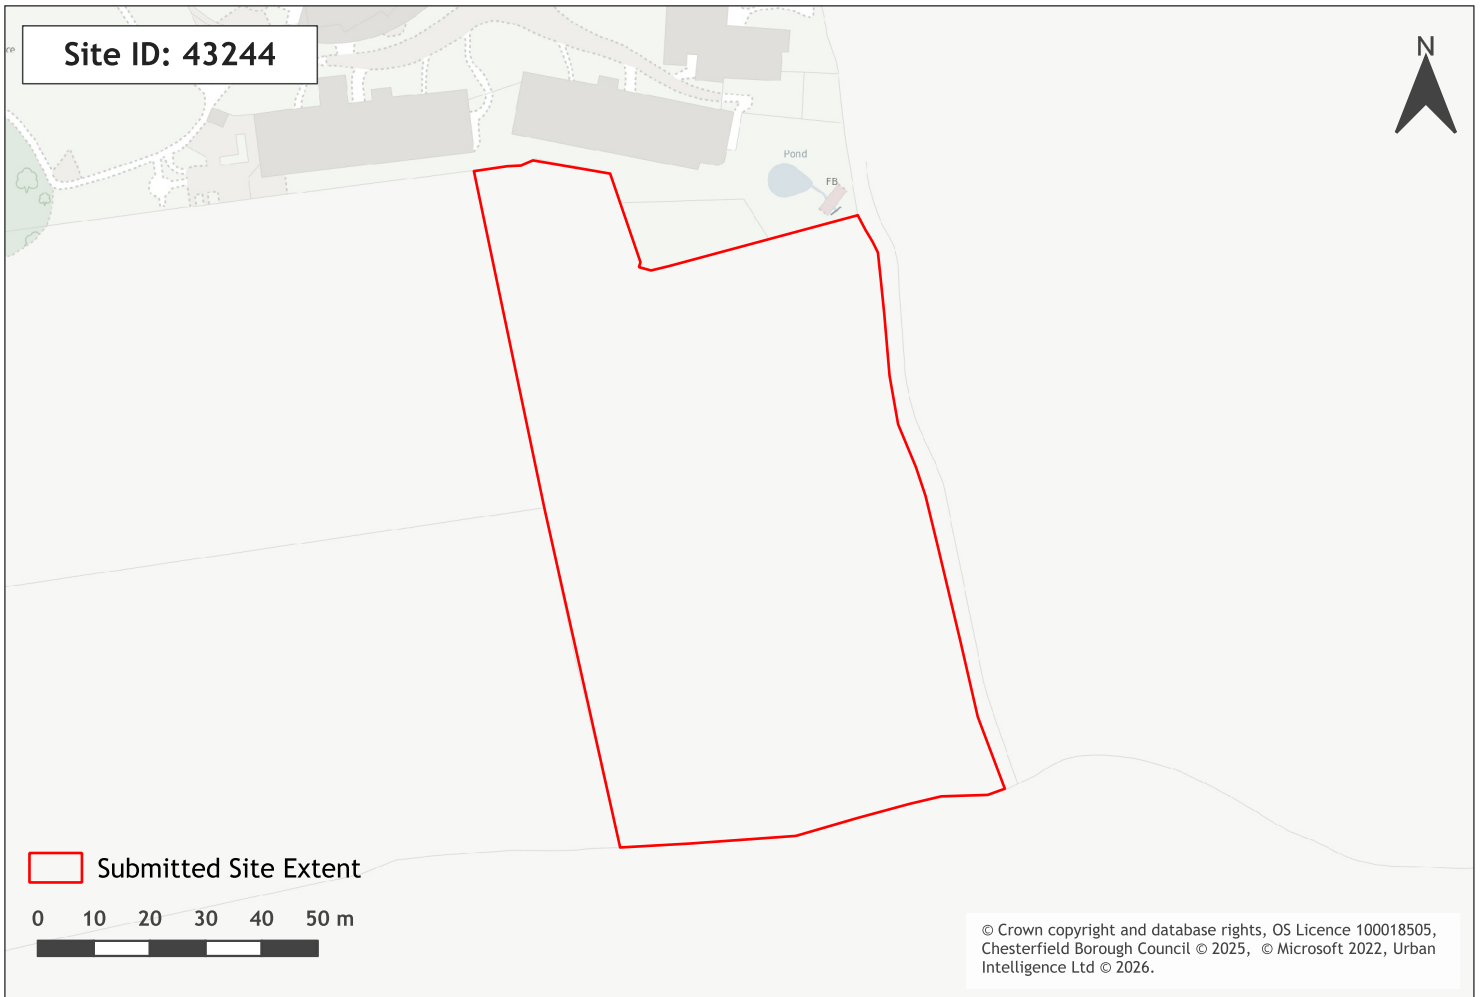 Site ID: 43244
N
ce
Pond
FB
Submitted Site Extent
0 10 20 30 40 50 m
© Crown copyright and database rights, OS Licence 100018505,
Chesterfield Borough Council © 2025, © Microsoft 2022, Urban
Intelligence Ltd © 2026.